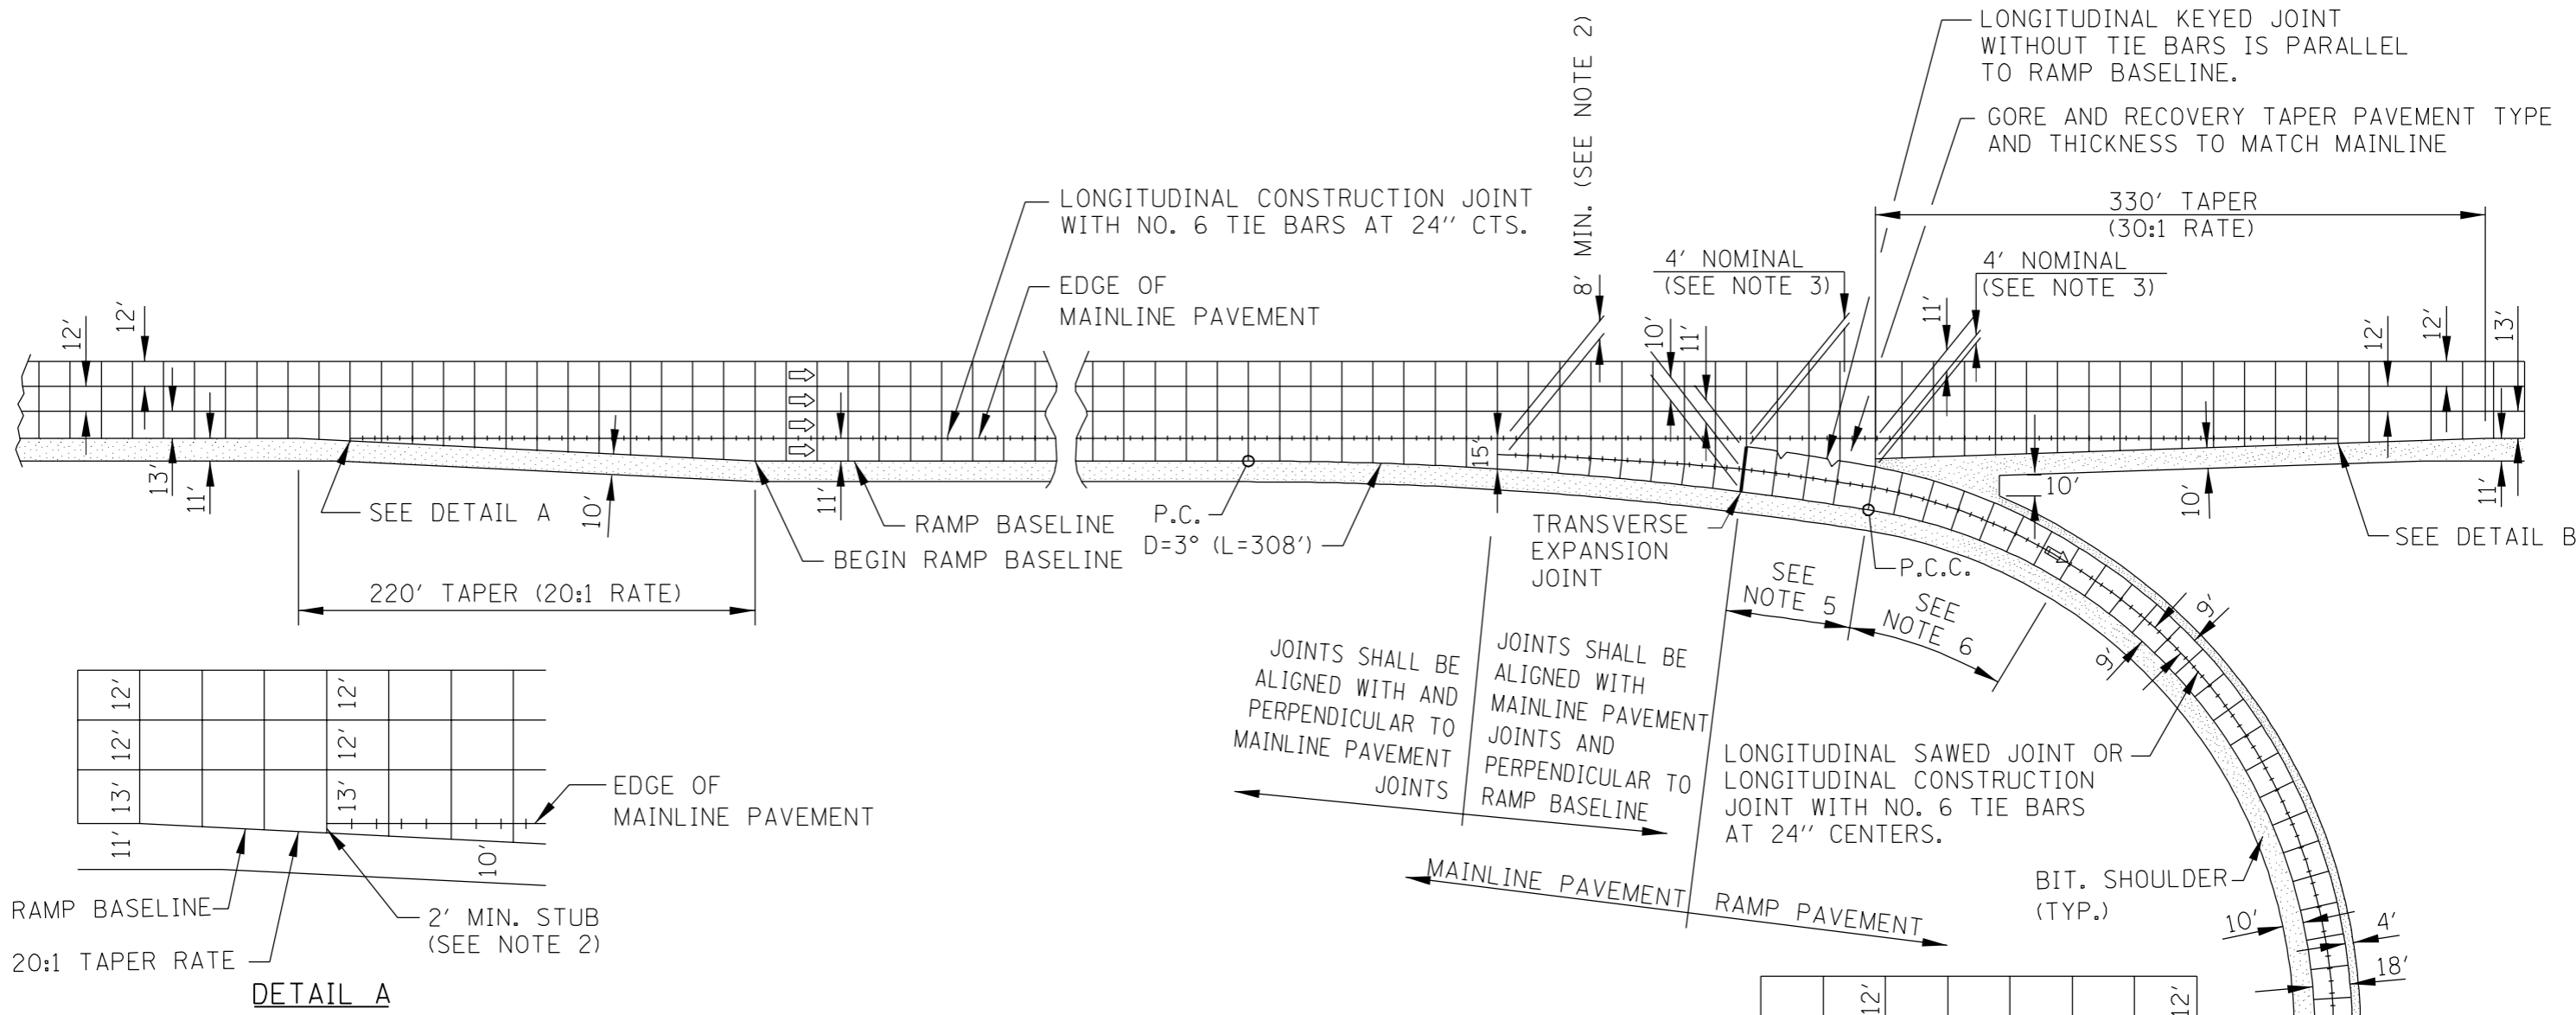 LONGITUDINAL KEYED JOINT
WITHOUT TIE BARS IS PARALLEL
TO RAMP BASELINE.
GORE AND RECOVERY TAPER PAVEMENT TYPE
AND THICKNESS TO MATCH MAINLINE
8' MIN. (SEE NOTE 2)
LONGITUDINAL CONSTRUCTION JOINT
WITH NO. 6 TIE BARS AT 24'' CTS.
330' TAPER
(30:1 RATE)
4' NOMINAL
(SEE NOTE 3)
4' NOMINAL
(SEE NOTE 3)
EDGE OF
MAINLINE PAVEMENT
12'
12'
10'
11'
11'
12'
12'
13'
13'
11'
SEE DETAIL A
10'
11'
RAMP BASELINE
BEGIN RAMP BASELINE
P.C.
D=3° (L=308')
15'
TRANSVERSE
EXPANSION
JOINT
P.C.C.
10'
10'
11'
SEE DETAIL B
220' TAPER (20:1 RATE)
SEE
NOTE 5
SEE
NOTE 6
9'
9'
JOINTS SHALL BE
ALIGNED WITH AND
PERPENDICULAR TO
MAINLINE PAVEMENT
JOINTS
JOINTS SHALL BE
ALIGNED WITH
MAINLINE PAVEMENT
JOINTS AND
PERPENDICULAR TO
RAMP BASELINE
LONGITUDINAL SAWED JOINT OR
LONGITUDINAL CONSTRUCTION
JOINT WITH NO. 6 TIE BARS
AT 24'' CENTERS.
MAINLINE PAVEMENT
RAMP PAVEMENT
BIT. SHOULDER
(TYP.)
10'
4'
18'
12'
12'
12'
12'
13'
13'
11'
10'
EDGE OF
MAINLINE PAVEMENT
RAMP BASELINE
2' MIN. STUB
(SEE NOTE 2)
20:1 TAPER RATE
DETAIL A
12'
12'